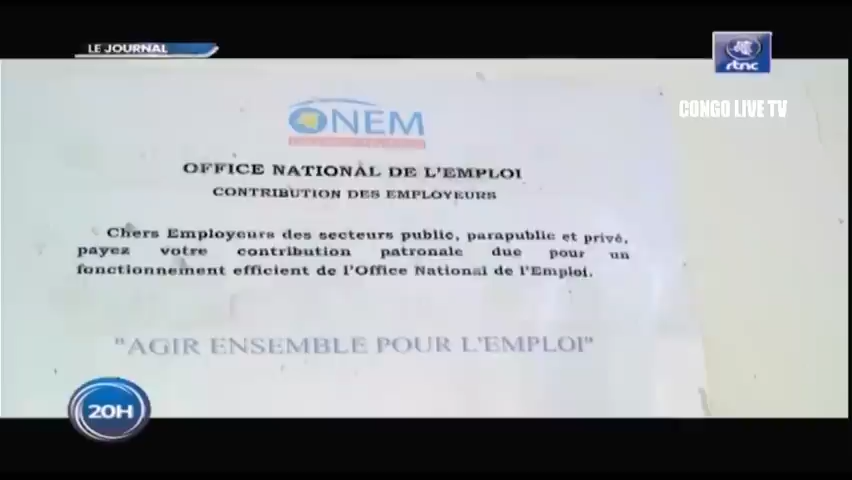 LE JOURNAL
rtnc
CONGO LIVE TV
ONEM
OFFICE NATIONAL DE L'EMPLOI
CONTRIBUTION DES EMPLOYEURS
Chers Employeurs des secteurs public, parapublic et privé,
payez votre contribution patronale due pour un
fonctionnement efficient de l'Office National de l'Emploi.
"AGIR ENSEMBLE POUR L'EMPLOI"
20H